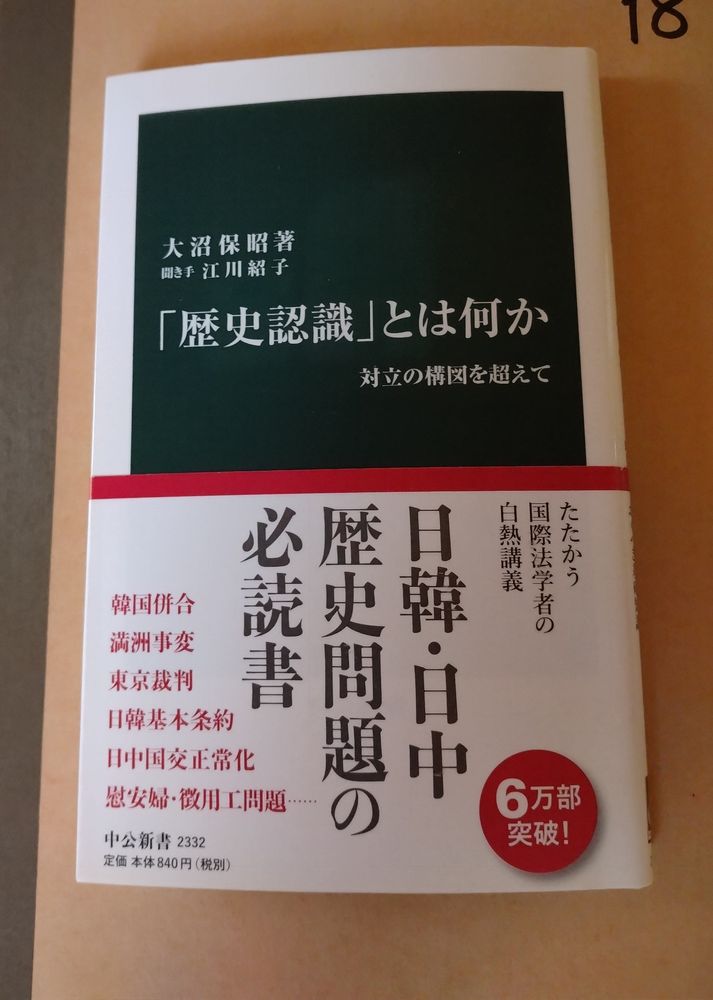 18
大沼保昭著
聞き手 江川紹子
「歴史認識」とは何か
対立の構図を超えて
たたかう
国際法学者の
白熱講義
日韓・日中
歴史問題の
必読書
韓国併合
満洲事変
東京裁判
日韓基本条約
日中国交正常化
慰安婦・徴用工問題……
6万部
突破!
中公新書 2332
定価 本体840円(税別)